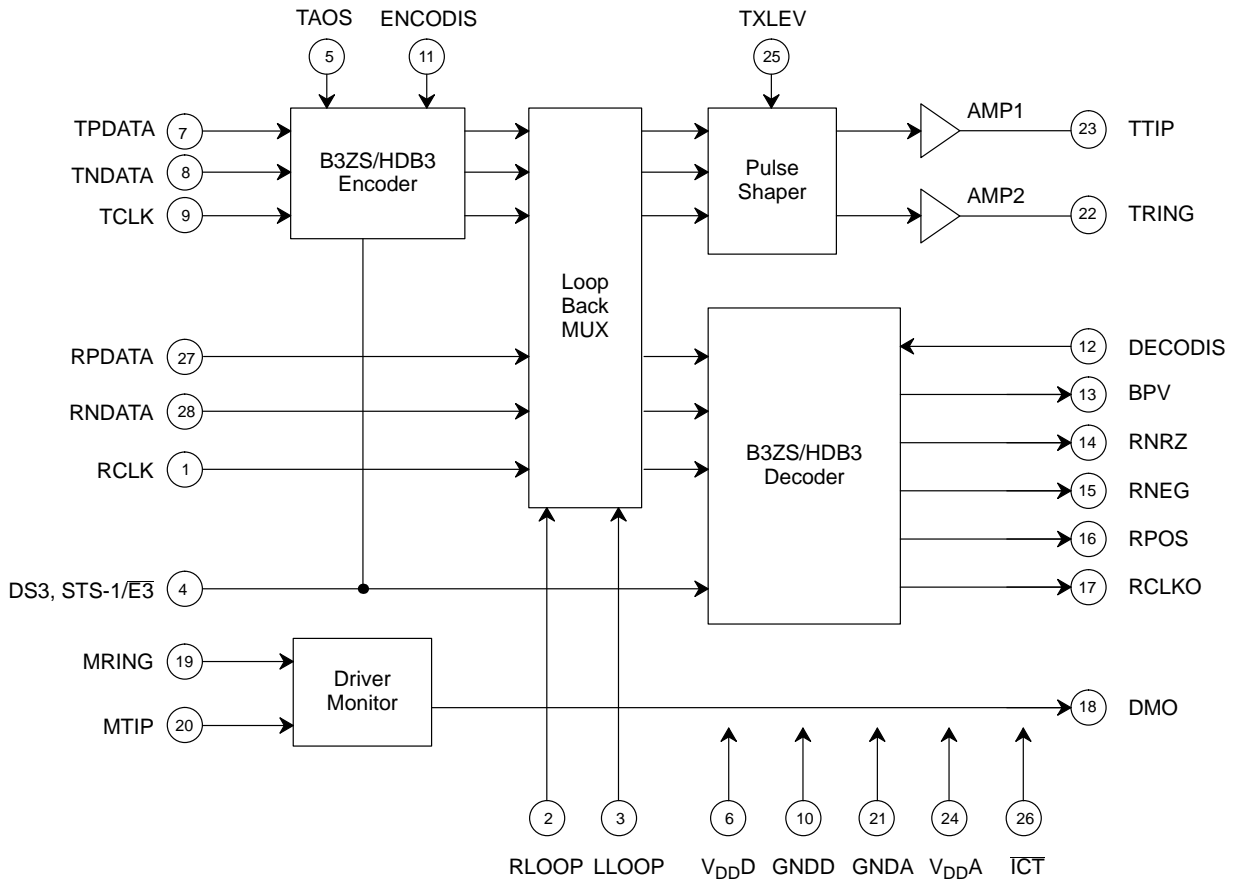 TAOS ENCODIS TXLEV
5 11 25
TPDATA 7
TNDATA 8
TCLK 9
B3ZS/HDB3
Encoder
Loop
Back
MUX
Pulse
Shaper
AMP1 23 TTIP
AMP2 22 TRING
RPDATA 27
RNDATA 28
RCLK 1
B3ZS/HDB3
Decoder
12 DECODIS
13 BPV
14 RNRZ
15 RNEG
16 RPOS
17 RCLKO
DS3, STS-1/E3 4
MRING 19
MTIP 20
Driver
Monitor
18 DMO
2 3 6 10 21 24 26
RLOOP LLOOP VDDD GNDD GNDA VDDA ICT